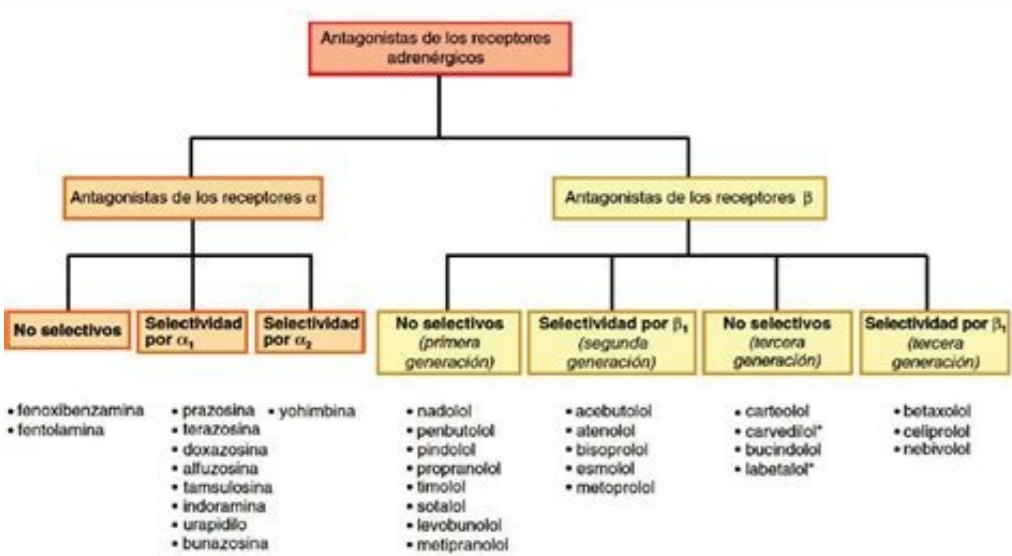 Antagonistas de los receptores
adrenérgicos
Antagonistas de los receptores α
Antagonistas de los receptores β
No selectivos
Selectividad
por α₁
Selectividad
por α₂
No selectivos
(primera
generación)
Selectividad por β₁
(segunda
generación)
No selectivos
(tercera
generación)
Selectividad por β₁
(tercera
generación)
• fenoxibenzamina
• fentolamina
• prazosina
• terazosina
• doxazosina
• alfuzosina
• tamsulosina
• indoramina
• urapidilo
• bunazosina
• yohimbina
• nadolol
• penbutolol
• pindolol
• propranolol
• timolol
• sotalol
• levobunolol
• metipranolol
• acebutolol
• atenolol
• bisoprolol
• esmolol
• metoprolol
• carteolol
• carvedilol*
• bucindolol
• labetalol*
• betaxolol
• celiprolol
• nebivolol